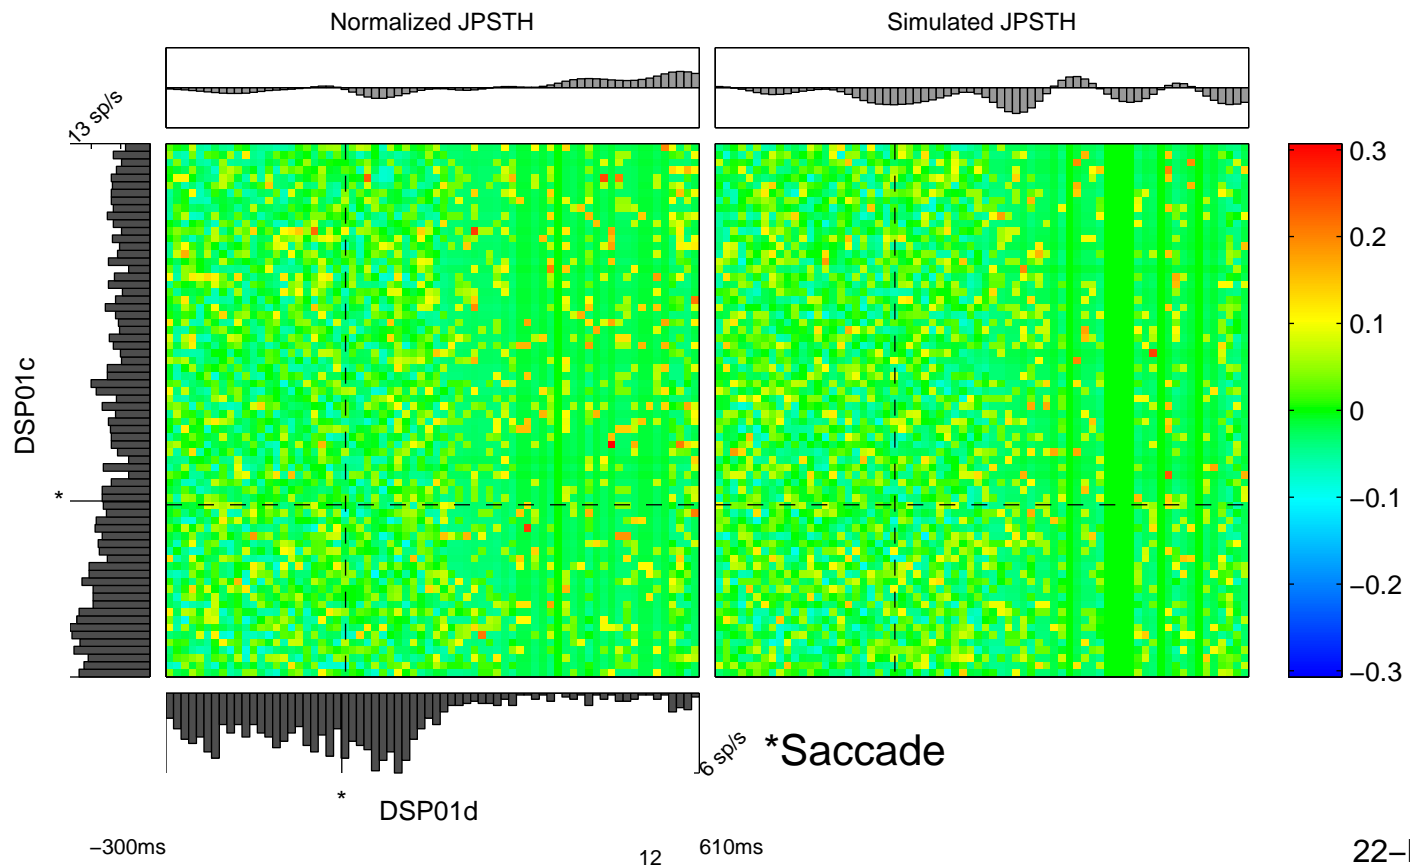 Normalized JPSTH
Simulated JPSTH
13 sp/s
DSP01c
*
0.3
0.2
0.1
0
−0.1
−0.2
−0.3
6 sp/s
*Saccade
*
DSP01d
−300ms
12
610ms